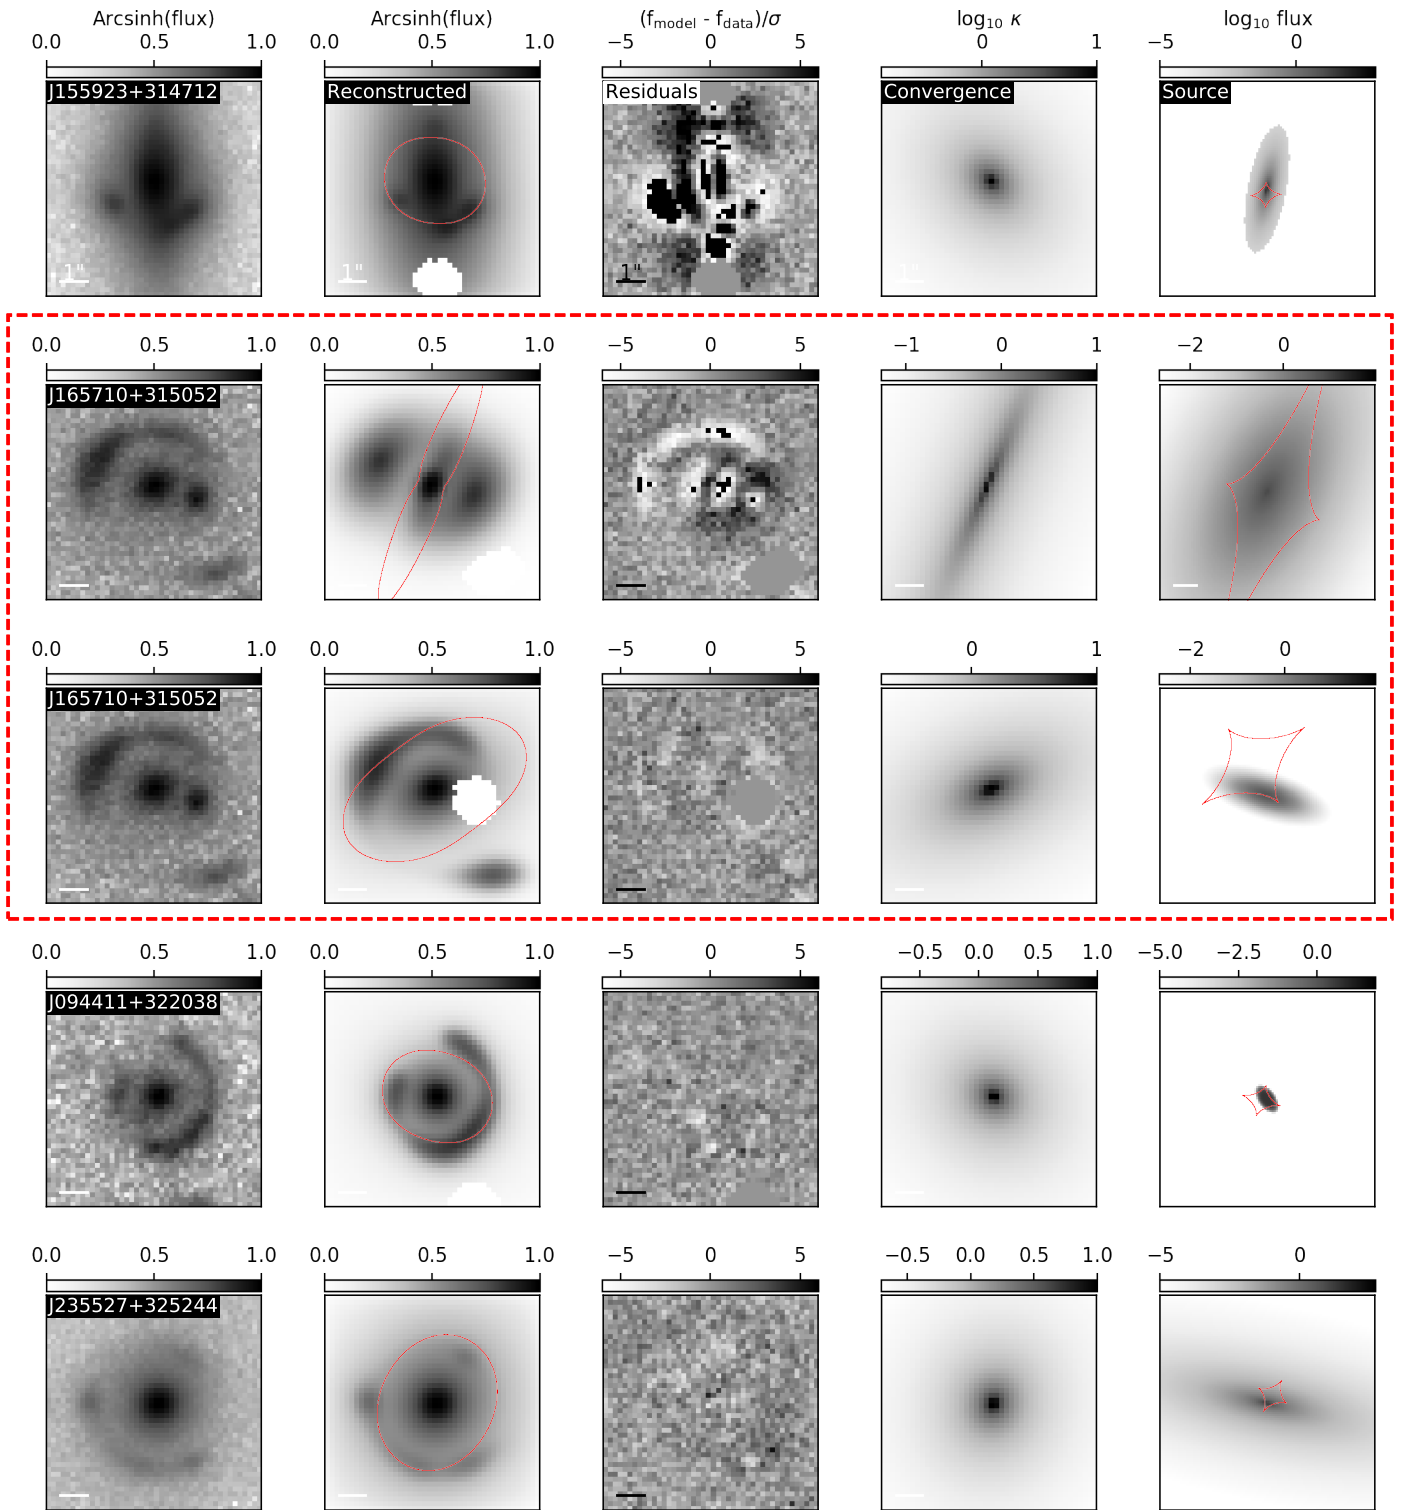 Arcsinh(flux) Arcsinh(flux) (f_model - f_data)/σ log₁₀ κ log₁₀ flux
0.0 0.5 1.0 0.0 0.5 1.0 −5 0 5 0 1 −5 0
J155923+314712 Reconstructed Residuals Convergence Source
1" 1" 1" 1"
0.0 0.5 1.0 0.0 0.5 1.0 −5 0 5 −1 0 1 −2 0
J165710+315052
0.0 0.5 1.0 0.0 0.5 1.0 −5 0 5 0 1 −2 0
J165710+315052
0.0 0.5 1.0 0.0 0.5 1.0 −5 0 5 −0.5 0.0 0.5 1.0 −5.0 −2.5 0.0
J094411+322038
0.0 0.5 1.0 0.0 0.5 1.0 −5 0 5 −0.5 0.0 0.5 1.0 −5 0
J235527+325244